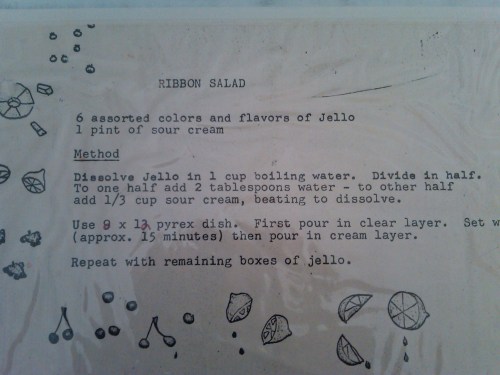 RIBBON SALAD
6 assorted colors and flavors of Jello
1 pint of sour cream
Method
Dissolve Jello in 1 cup boiling water. Divide in half.
To one half add 2 tablespoons water - to other half
add 1/3 cup sour cream, beating to dissolve.
Use 9 x 13 pyrex dish. First pour in clear layer. Set
(approx. 15 minutes) then pour in cream layer.
Repeat with remaining boxes of jello.